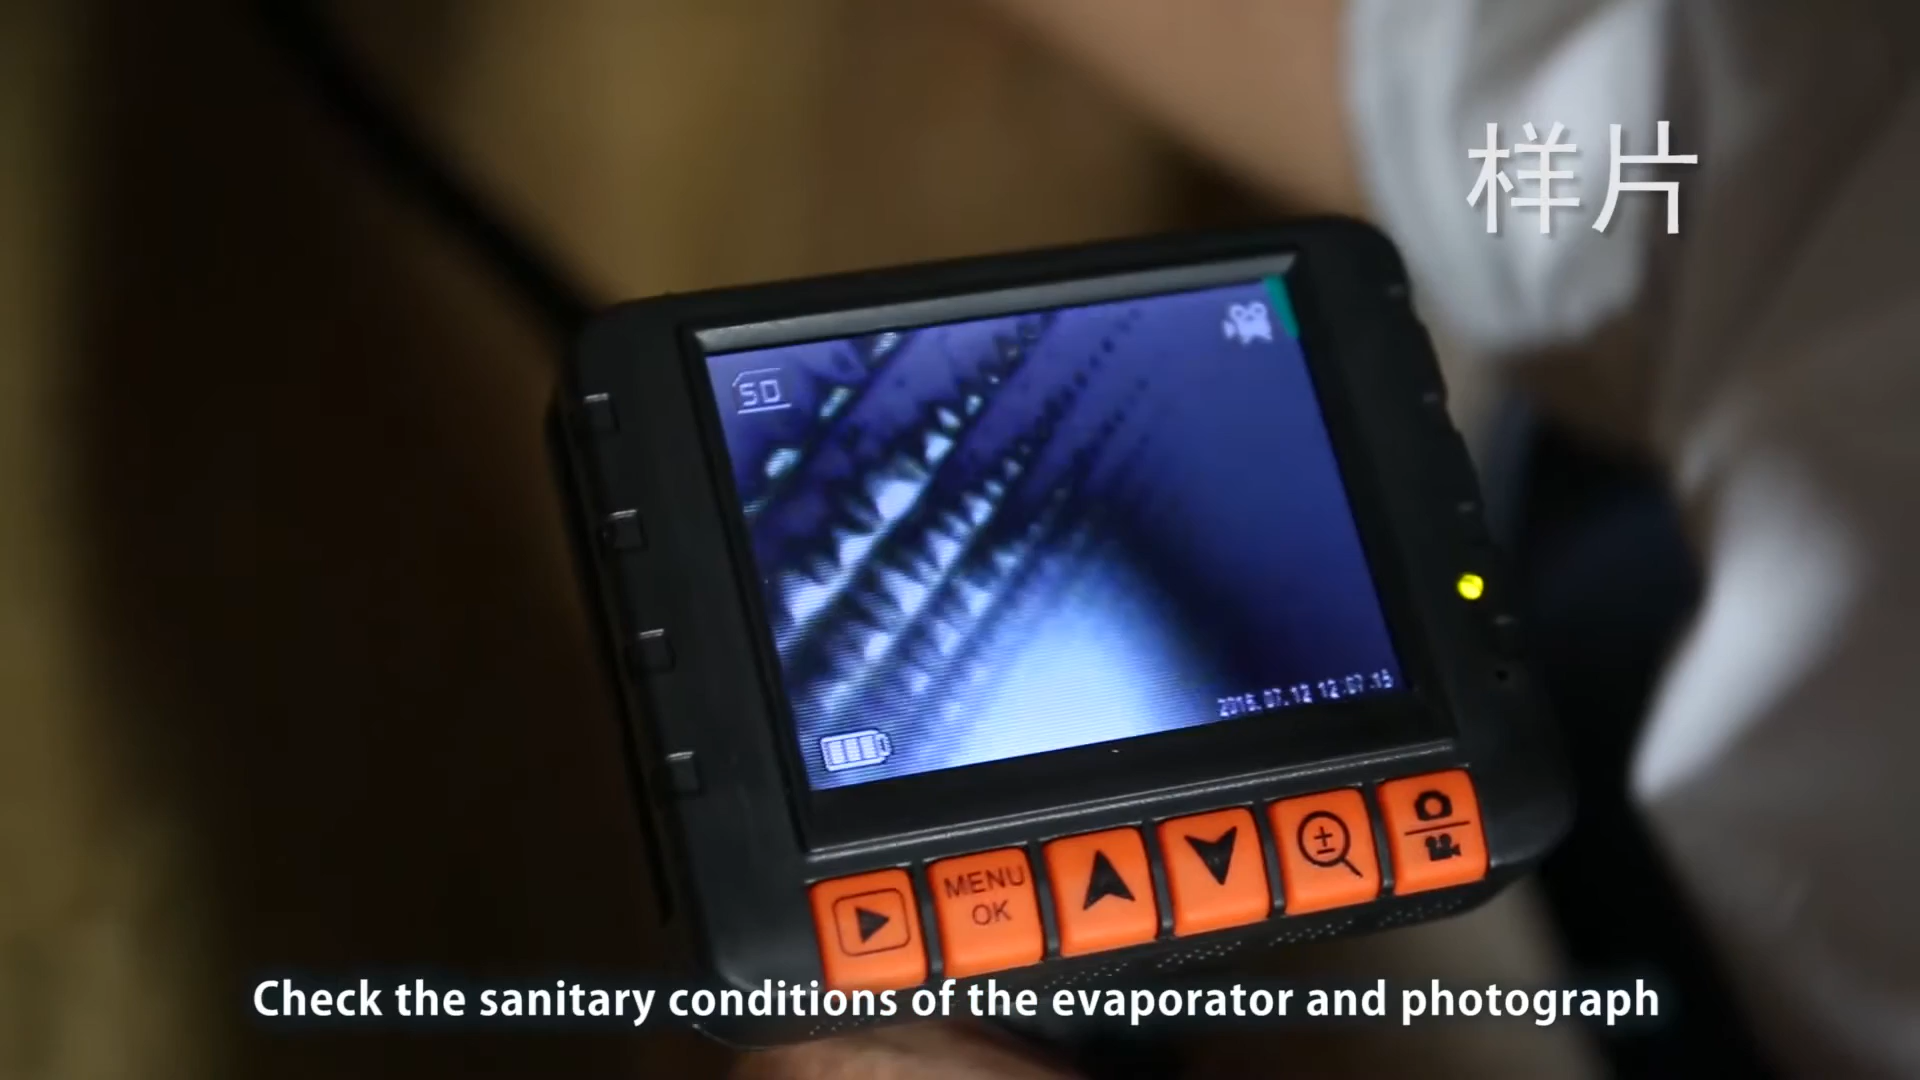 样片
SD
2016.07.12 12:07:15
MENU
OK
Check the sanitary conditions of the evaporator and photograph